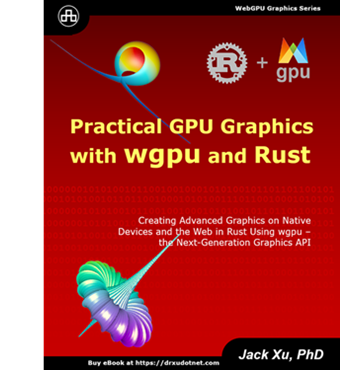 WebGPU Graphics Series
R + gpu
Practical GPU Graphics
with wgpu and Rust
Creating Advanced Graphics on Native
Devices and the Web in Rust Using wgpu –
the Next-Generation Graphics API
Jack Xu, PhD
Buy eBook at https://drxudotnet.com